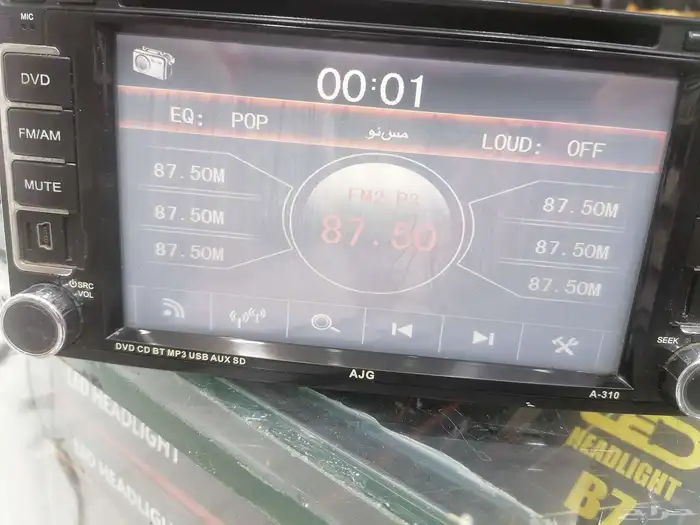 MIC
DVD
00:01
EQ: POP
مس‌نو
LOUD: OFF
FM/AM
87.50M
MUTE
FM2 P3
87.50M
87.50M
87.50
87.50M
87.50M
87.50M
SRC
VOL
SEEK
DVD CD BT MP3 USB AUX SD
AJG
A-310
LED HEADLIGHT
LED HEADLIGHT
LED
HEADLIGHT